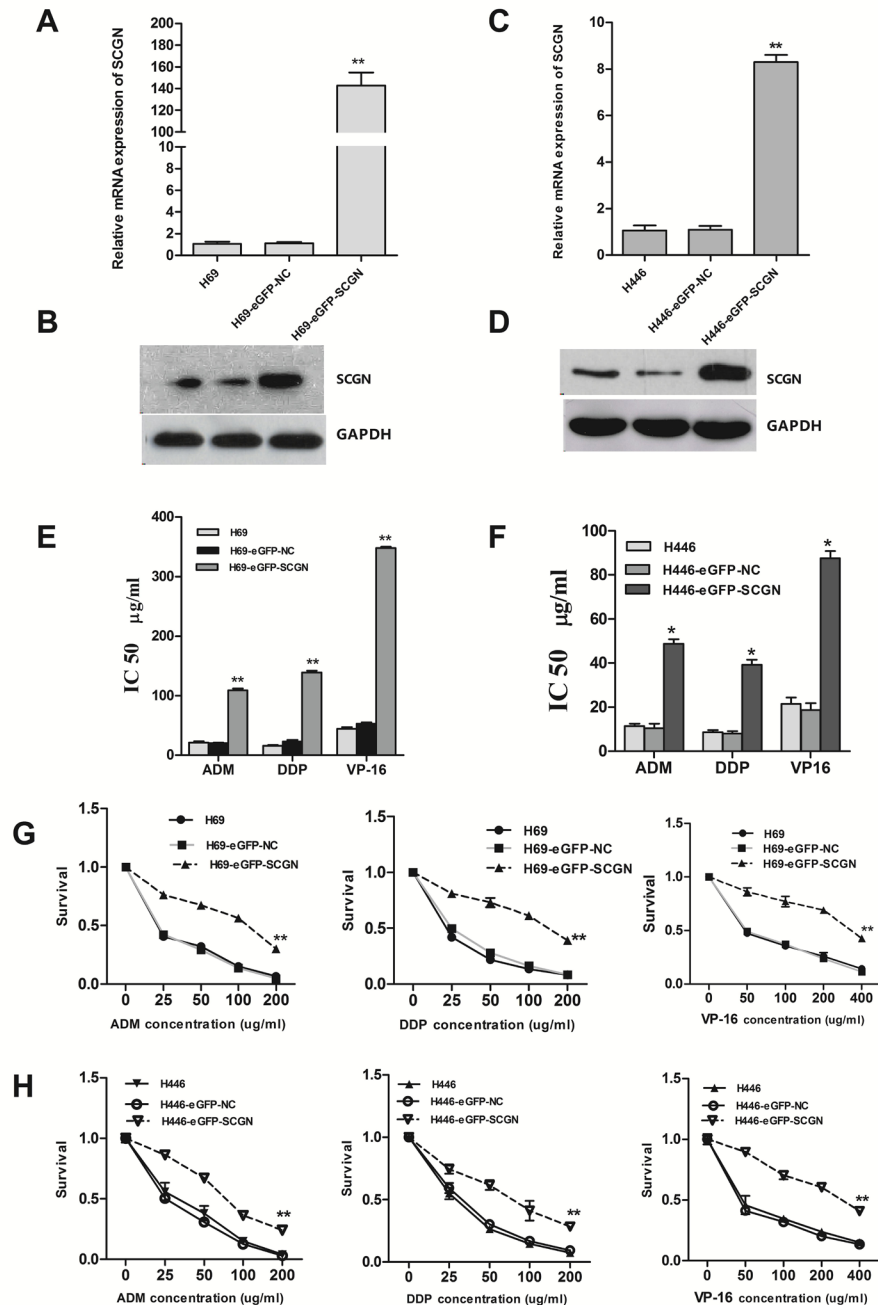 A
Relative mRNA expression of SCGN
200
180
160
140
120
100
10
8
6
4
2
0
**
H69
H69-eGFP-NC
H69-eGFP-SCGN
C
Relative mRNA expression of SCGN
10
8
6
4
2
0
**
H446
H446-eGFP-NC
H446-eGFP-SCGN
B
SCGN
GAPDH
D
SCGN
GAPDH
E
IC 50 μg/ml
400
300
200
100
0
H69
H69-eGFP-NC
H69-eGFP-SCGN
**
**
**
ADM DDP VP-16
F
IC 50 μg/ml
100
80
60
40
20
0
H446
H446-eGFP-NC
H446-eGFP-SCGN
*
*
*
ADM DDP VP16
G
Survival
1.5
1.0
0.5
0.0
H69
H69-eGFP-NC
H69-eGFP-SCGN
**
0 25 50 100 200
ADM concentration (ug/ml)
Survival
1.5
1.0
0.5
0.0
H69
H69-eGFP-NC
H69-eGFP-SCGN
**
0 25 50 100 200
DDP concentration (ug/ml)
Survival
1.5
1.0
0.5
0.0
H69
H69-eGFP-NC
H69-eGFP-SCGN
**
0 50 100 200 400
VP-16 concentration (ug/ml)
H
Survival
1.5
1.0
0.5
0.0
H446
H446-eGFP-NC
H446-eGFP-SCGN
**
0 25 50 100 200
ADM concentration (ug/ml)
Survival
1.5
1.0
0.5
0.0
H446
H446-eGFP-NC
H446-eGFP-SCGN
**
0 25 50 100 200
DDP concentration (ug/ml)
Survival
1.5
1.0
0.5
0.0
H446
H446-eGFP-NC
H446-eGFP-SCGN
**
0 50 100 200 400
VP-16 concentration (ug/ml)